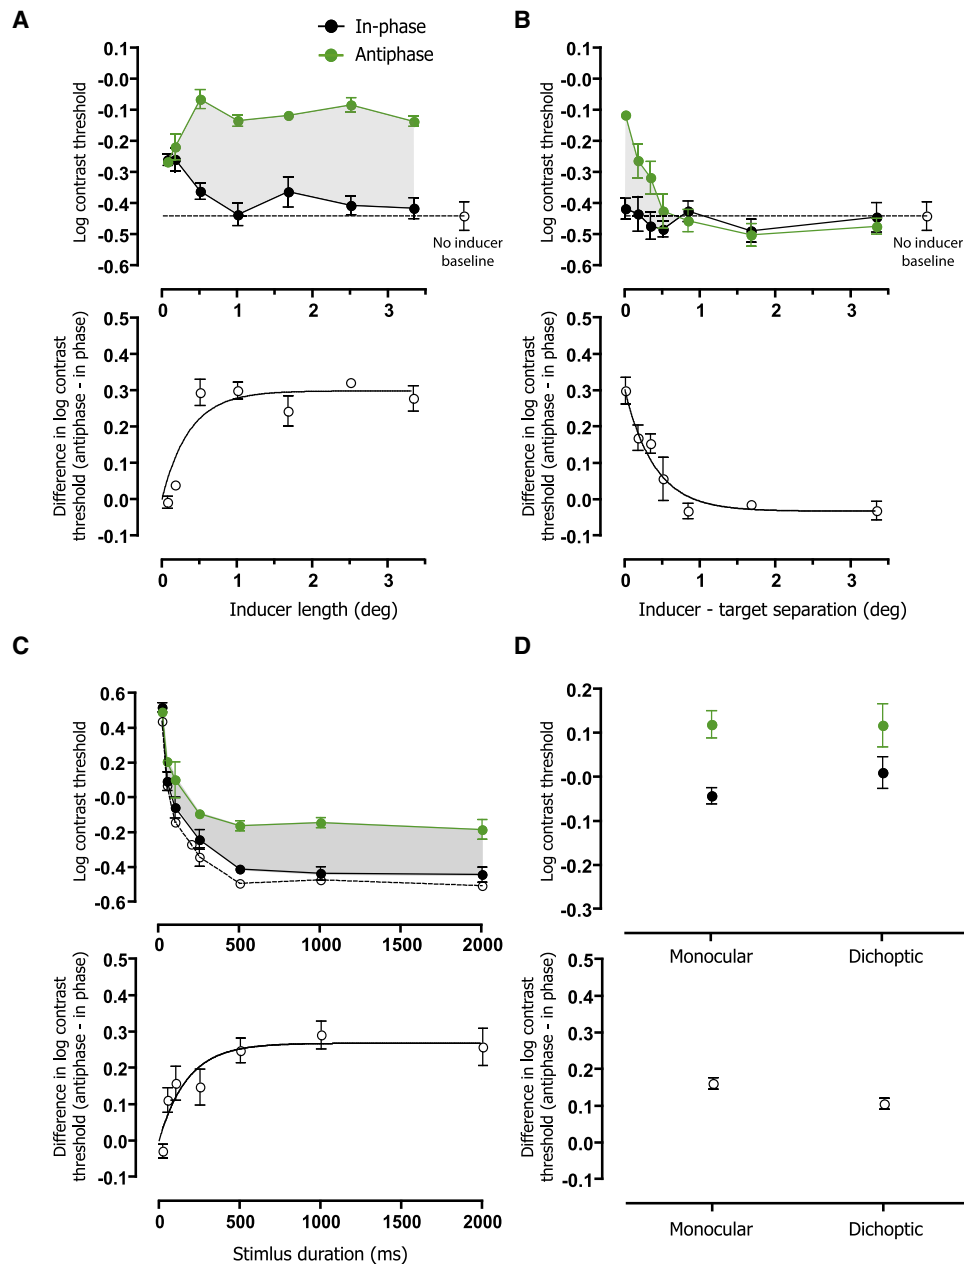 A
In-phase
Antiphase
B
0.1
-0.0
-0.1
-0.2
-0.3
-0.4
-0.5
-0.6
Log contrast threshold
No inducer
baseline
0 1 2 3
0.1
-0.0
-0.1
-0.2
-0.3
-0.4
-0.5
-0.6
Log contrast threshold
No inducer
baseline
0 1 2 3
0.5
0.4
0.3
0.2
0.1
0.0
-0.1
Difference in log contrast
threshold (antiphase - in phase)
0 1 2 3
Inducer length (deg)
0.5
0.4
0.3
0.2
0.1
0.0
-0.1
Difference in log contrast
threshold (antiphase - in phase)
0 1 2 3
Inducer - target separation (deg)
C
0.6
0.4
0.2
-0.0
-0.2
-0.4
-0.6
Log contrast threshold
0 500 1000 1500 2000
0.5
0.4
0.3
0.2
0.1
0.0
-0.1
Difference in log contrast
threshold (antiphase - in phase)
0 500 1000 1500 2000
Stimlus duration (ms)
D
0.2
0.1
-0.0
-0.1
-0.2
-0.3
Log contrast threshold
Monocular Dichoptic
0.5
0.4
0.3
0.2
0.1
0.0
-0.1
Difference in log contrast
threshold (antiphase - in phase)
Monocular Dichoptic